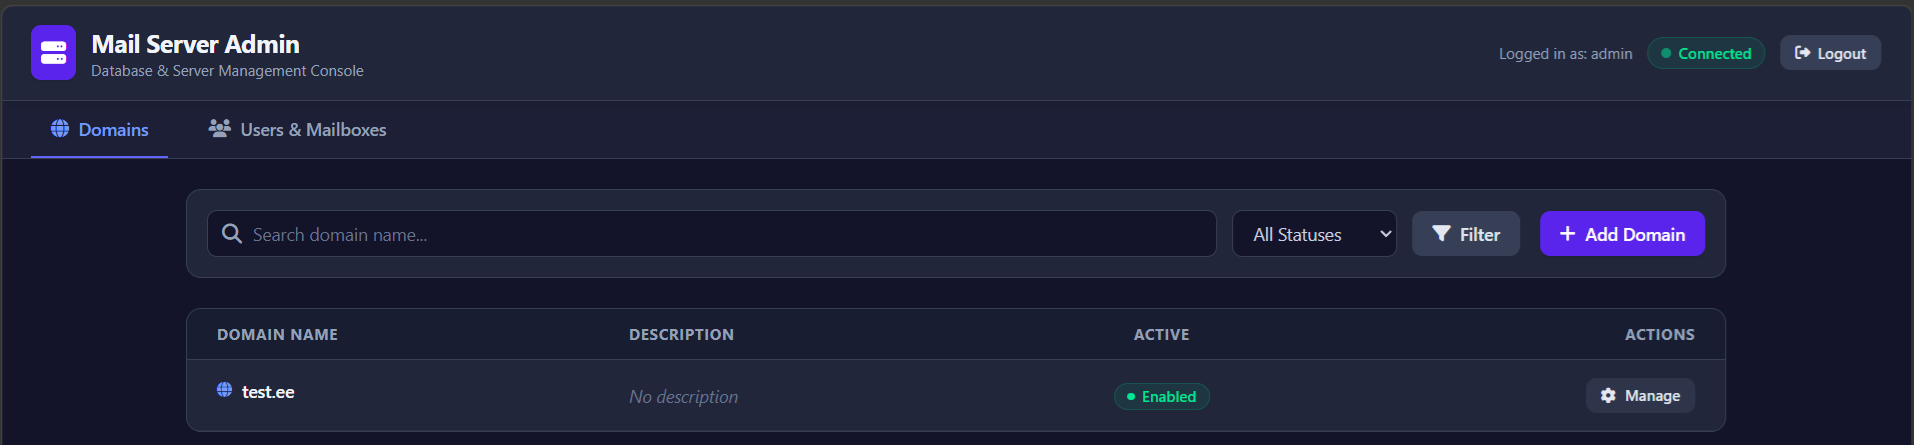 Mail Server Admin
Database & Server Management Console
Logged in as: admin
Connected
Logout
Domains
Users & Mailboxes
Search domain name...
All Statuses
Filter
Add Domain
DOMAIN NAME
DESCRIPTION
ACTIVE
ACTIONS
test.ee
No description
Enabled
Manage